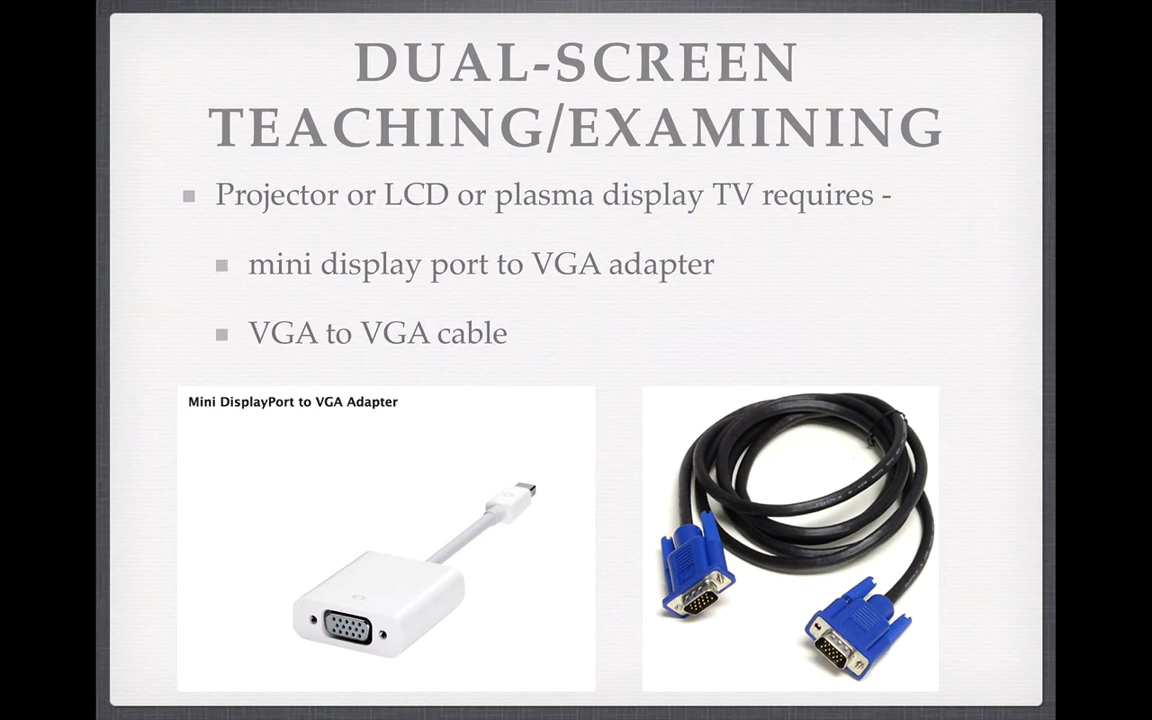 DUAL-SCREEN
TEACHING/EXAMINING
Projector or LCD or plasma display TV requires -
mini display port to VGA adapter
VGA to VGA cable
Mini DisplayPort to VGA Adapter